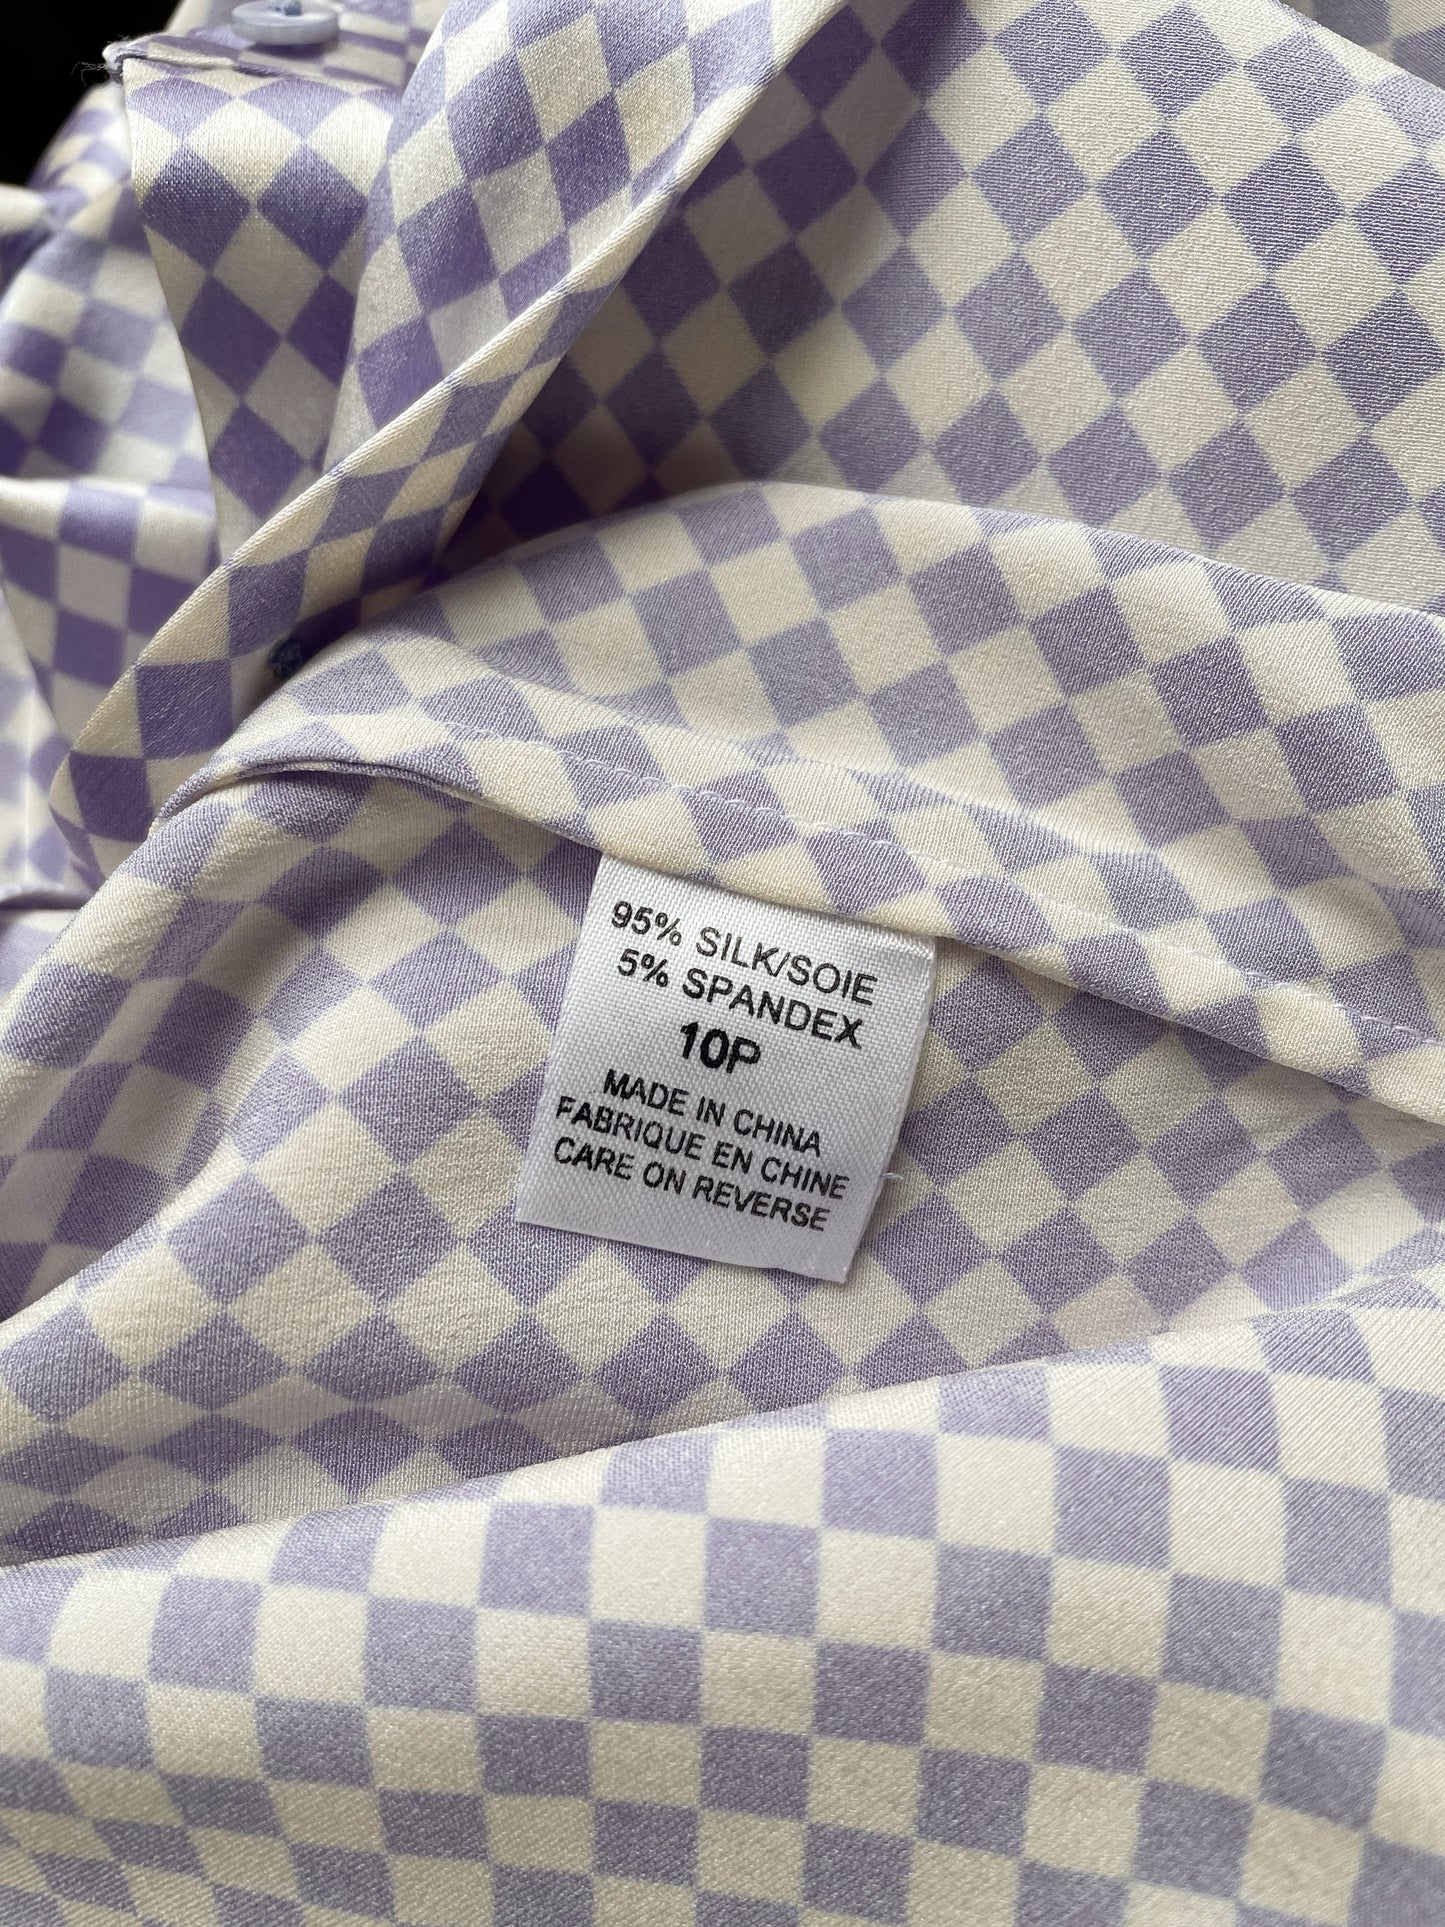 95% SILK/SOIE
5% SPANDEX
10P
MADE IN CHINA
FABRIQUE EN CHINE
CARE ON REVERSE